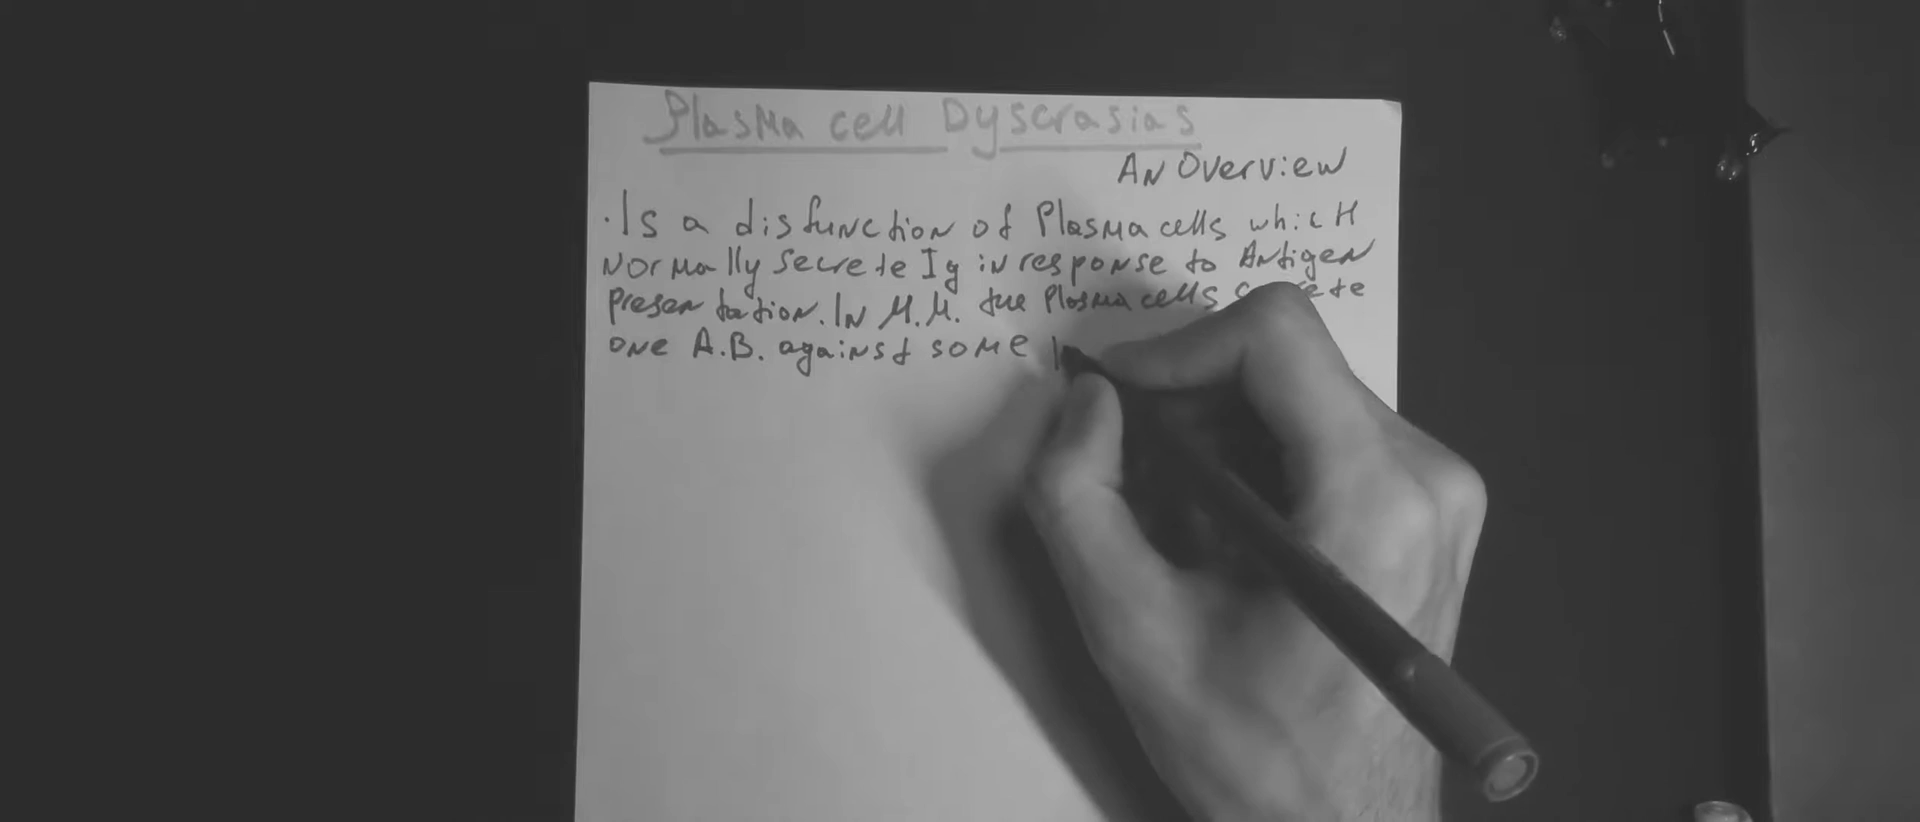 Plasma cell Dyscrasias
An Overview
. Is a disfunction of Plasma cells which
Normally secrete Ig in response to Antigen
Presentation. In M.M. the Plasma cells
one A.B. against some